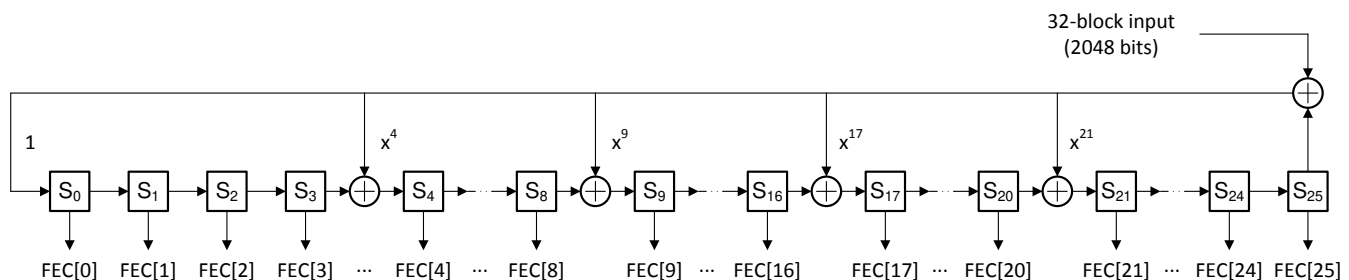 32-block input
(2048 bits)
1 x⁴ x⁹ x¹⁷ x²¹
S₀ S₁ S₂ S₃ S₄ ... S₈ S₉ ... S₁₆ S₁₇ ... S₂₀ S₂₁ ... S₂₄ S₂₅
FEC[0] FEC[1] FEC[2] FEC[3] ... FEC[4] ... FEC[8] FEC[9] ... FEC[16] FEC[17] ... FEC[20] FEC[21] ... FEC[24] FEC[25]